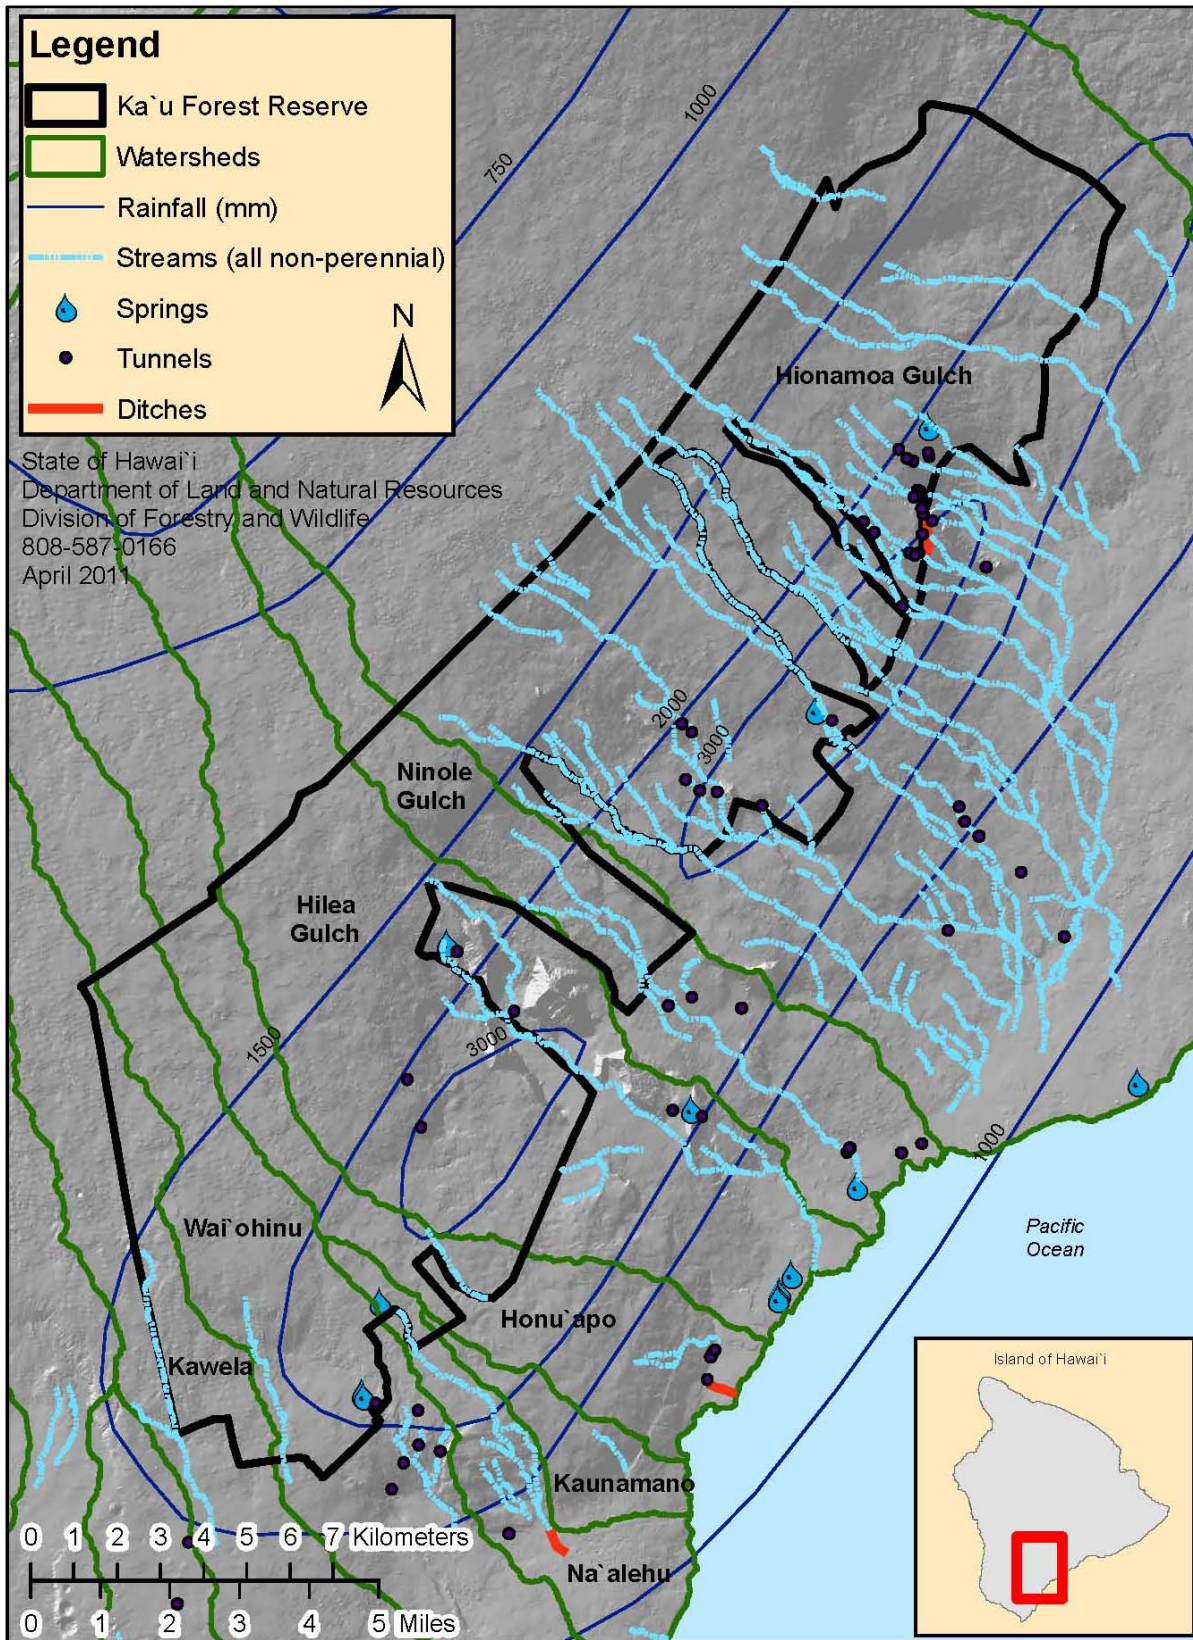 Legend
Ka`u Forest Reserve
Watersheds
Rainfall (mm)
Streams (all non-perennial)
Springs
Tunnels
Ditches
N
State of Hawai`i
Department of Land and Natural Resources
Division of Forestry and Wildlife
808-587-0166
April 2011
750
1000
Hionamoa Gulch
2000
3000
Ninole
Gulch
Hilea
Gulch
1500
3000
1000
Wai`ohinu
Pacific
Ocean
Honu`apo
Kawela
Kaunamano
Na`alehu
0 1 2 3 4 5 6 7 Kilometers
0 1 2 3 4 5 Miles
Island of Hawai`i